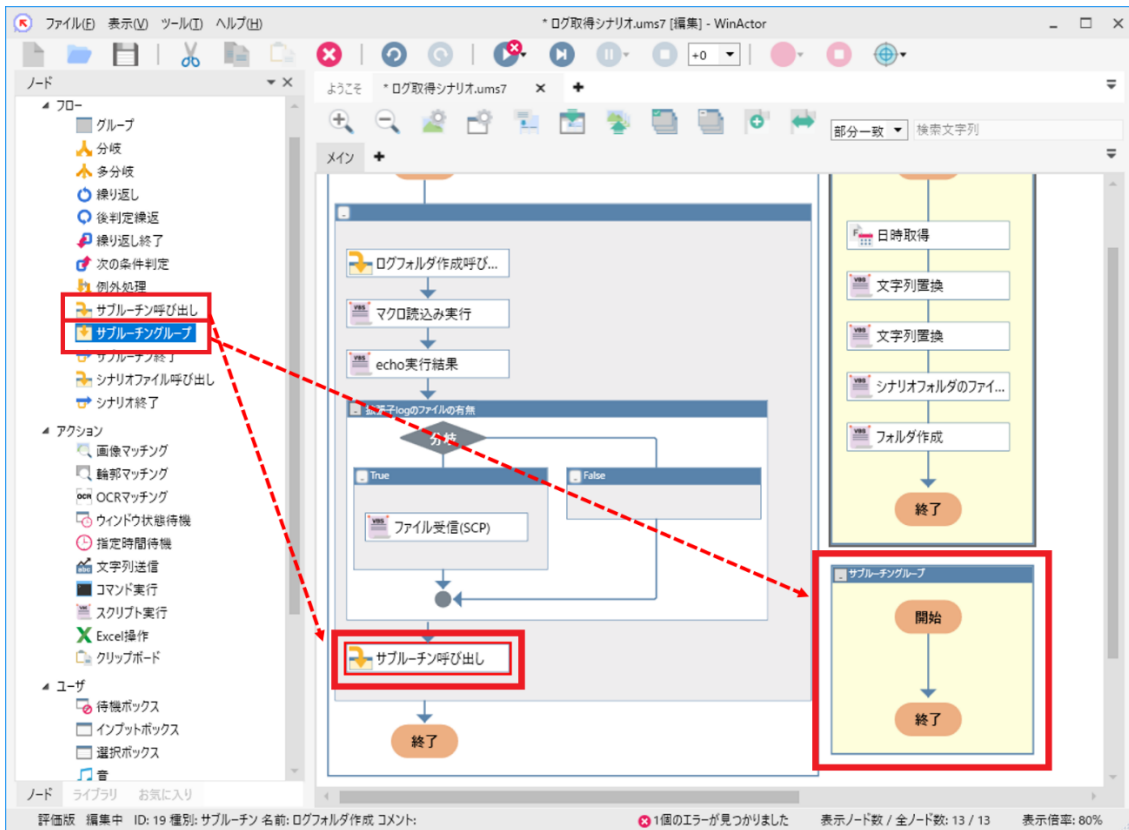 ファイル(F) 表示(V) ツール(T) ヘルプ(H)
* ログ取得シナリオ.ums7 [編集] - WinActor
+0
ノード
ようこそ
* ログ取得シナリオ.ums7
部分一致
検索文字列
メイン
フロー
グループ
分岐
多分岐
繰り返し
後判定繰返
繰り返し終了
次の条件判定
例外処理
サブルーチン呼び出し
サブルーチングループ
サブルーチン終了
シナリオファイル呼び出し
シナリオ終了
アクション
画像マッチング
輪郭マッチング
OCRマッチング
ウィンドウ状態待機
指定時間待機
文字列送信
コマンド実行
スクリプト実行
Excel操作
クリップボード
ユーザ
待機ボックス
インプットボックス
選択ボックス
音
ノード ライブラリ お気に入り
ログフォルダ作成呼び...
マクロ読込み実行
echo実行結果
logのファイルの有無
分岐
True
False
ファイル受信(SCP)
サブルーチン呼び出し
終了
日時取得
文字列置換
文字列置換
シナリオフォルダのファイ...
フォルダ作成
終了
サブルーチングループ
開始
終了
評価版 編集中 ID: 19 種別: サブルーチン 名前: ログフォルダ作成 コメント:
1個のエラーが見つかりました
表示ノード数 / 全ノード数: 13 / 13
表示倍率: 80%